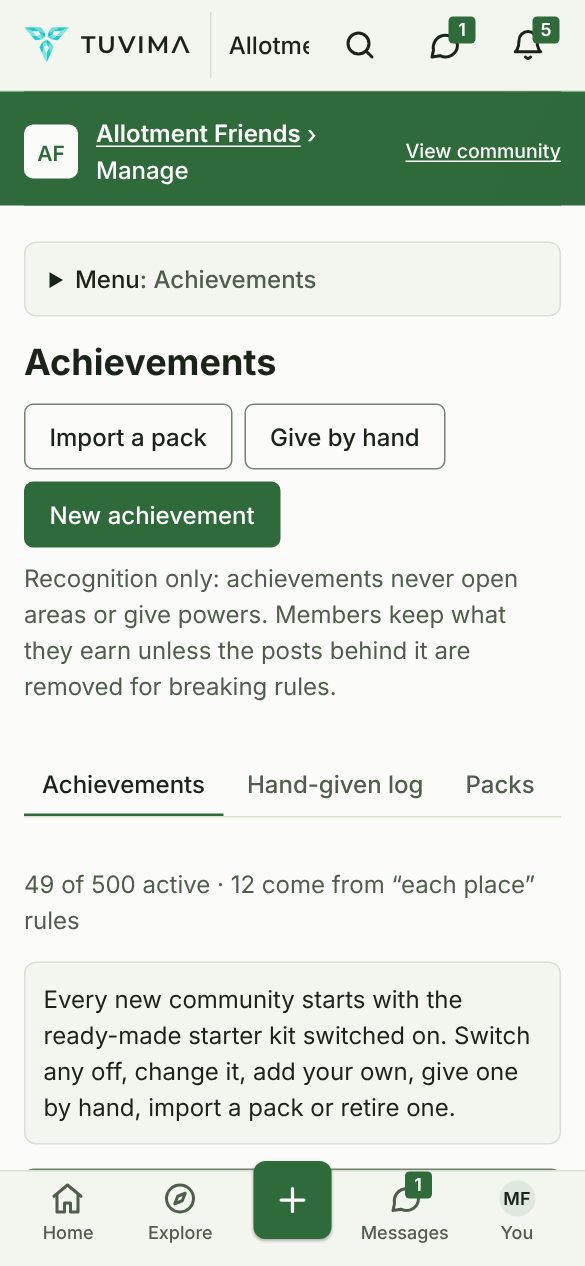 TUVIMA
Allotme
1
5
AF
Allotment Friends ›
Manage
View community
Menu: Achievements
Achievements
Import a pack
Give by hand
New achievement
Recognition only: achievements never open
areas or give powers. Members keep what
they earn unless the posts behind it are
removed for breaking rules.
Achievements
Hand-given log
Packs
49 of 500 active · 12 come from “each place”
rules
Every new community starts with the
ready-made starter kit switched on. Switch
any off, change it, add your own, give one
by hand, import a pack or retire one.
Home
Explore
1
Messages
MF
You